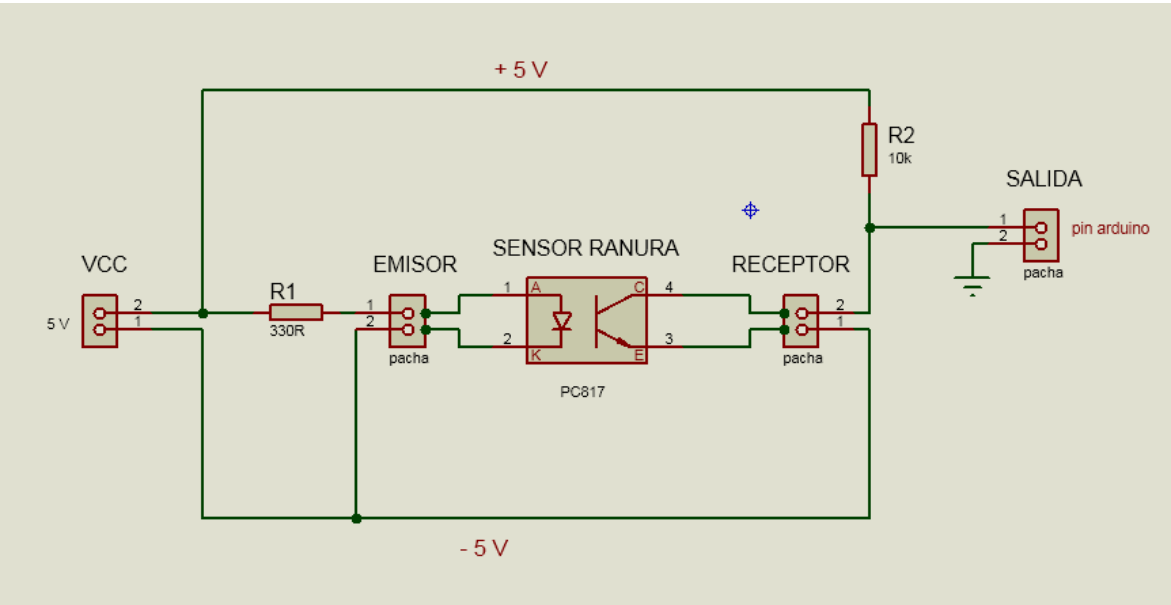 + 5 V
R2
10k
SALIDA
1
2
pin arduino
pacha
VCC
2
1
5 V
R1
330R
EMISOR
1
2
pacha
SENSOR RANURA
1
A
C
4
2
K
E
3
PC817
RECEPTOR
2
1
pacha
- 5 V